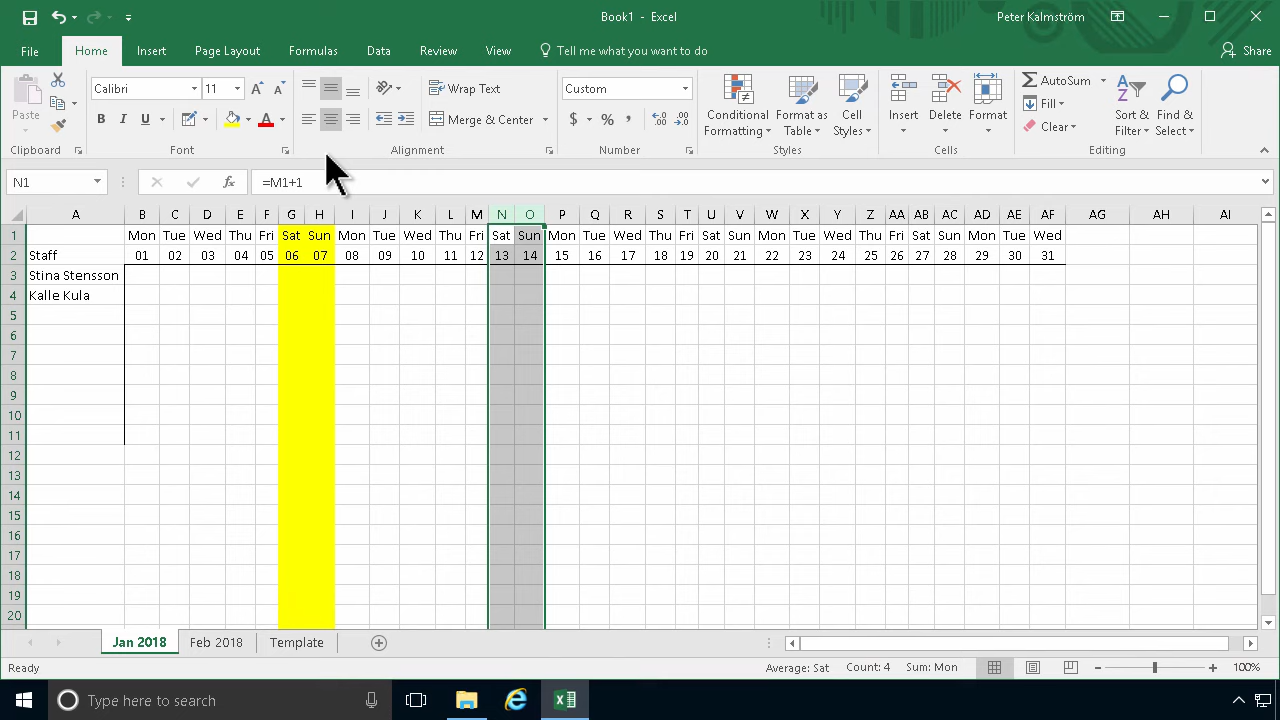 Book1 - Excel
Peter Kalmström
File Home Insert Page Layout Formulas Data Review View Tell me what you want to do Share
Paste
Calibri 11
B I U A
Wrap Text
Merge & Center
Custom
$ % ,
Conditional Formatting
Format as Table
Cell Styles
Insert Delete Format
AutoSum
Fill
Clear
Sort & Filter
Find & Select
Clipboard Font Alignment Number Styles Cells Editing
N1 fx =M1+1
A B C D E F G H I J K L M N O P Q R S T U V W X Y Z AA AB AC AD AE AF AG AH AI
1 Mon Tue Wed Thu Fri Sat Sun Mon Tue Wed Thu Fri Sat Sun Mon Tue Wed Thu Fri Sat Sun Mon Tue Wed Thu Fri Sat Sun Mon Tue Wed
2 Staff 01 02 03 04 05 06 07 08 09 10 11 12 13 14 15 16 17 18 19 20 21 22 23 24 25 26 27 28 29 30 31
3 Stina Stensson
4 Kalle Kula
5
6
7
8
9
10
11
12
13
14
15
16
17
18
19
20
Jan 2018 Feb 2018 Template
Ready Average: Sat Count: 4 Sum: Mon 100%
Type here to search